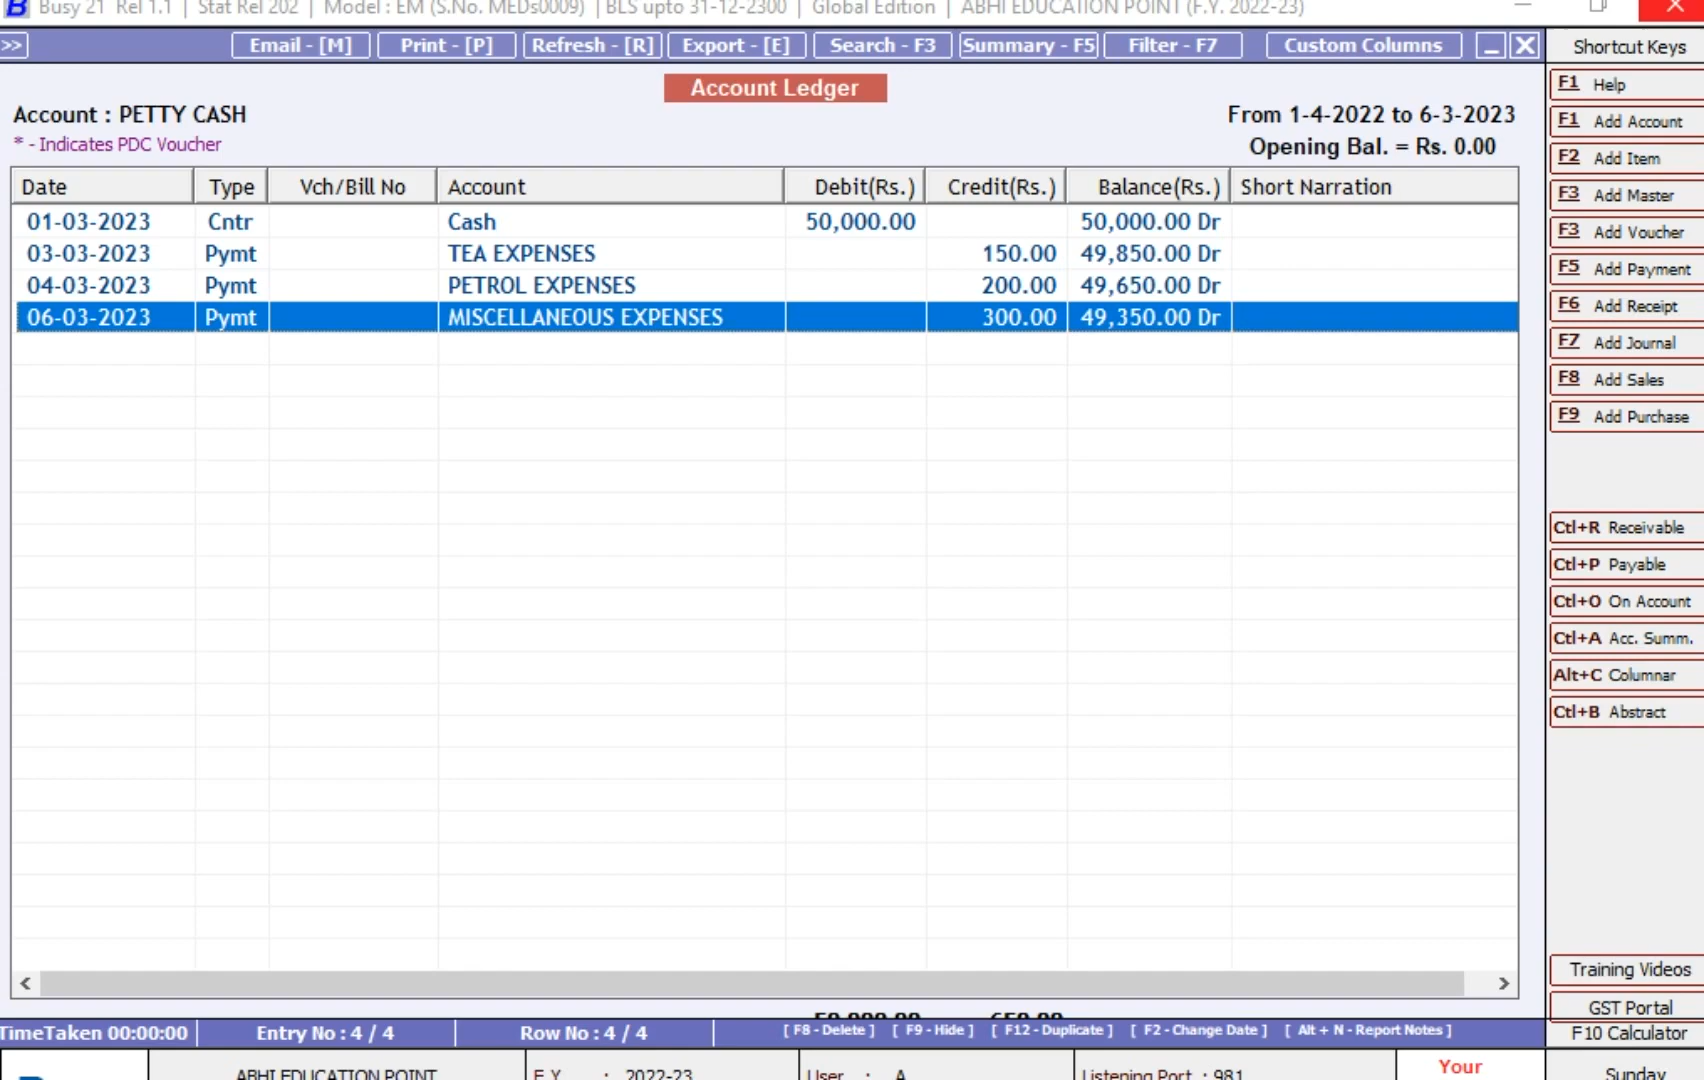 Busy 21 Rel 1.1 | Stat Rel 202 | Model : EM (S.No. MEDs0009) | BLS upto 31-12-2300 | Global Edition | ABHI EDUCATION POINT (F.Y. 2022-23)
>> Email - [M] Print - [P] Refresh - [R] Export - [E] Search - F3 Summary - F5 Filter - F7 Custom Columns
Shortcut Keys
Account Ledger
Account : PETTY CASH From 1-4-2022 to 6-3-2023
* - Indicates PDC Voucher Opening Bal. = Rs. 0.00
Date Type Vch/Bill No Account Debit(Rs.) Credit(Rs.) Balance(Rs.) Short Narration
01-03-2023 Cntr Cash 50,000.00 50,000.00 Dr
03-03-2023 Pymt TEA EXPENSES 150.00 49,850.00 Dr
04-03-2023 Pymt PETROL EXPENSES 200.00 49,650.00 Dr
06-03-2023 Pymt MISCELLANEOUS EXPENSES 300.00 49,350.00 Dr
F1 Help
F1 Add Account
F2 Add Item
F3 Add Master
F3 Add Voucher
F5 Add Payment
F6 Add Receipt
F7 Add Journal
F8 Add Sales
F9 Add Purchase
Ctl+R Receivable
Ctl+P Payable
Ctl+O On Account
Ctl+A Acc. Summ.
Alt+C Columnar
Ctl+B Abstract
Training Videos
GST Portal
F10 Calculator
50,000.00 650.00
TimeTaken 00:00:00 Entry No : 4 / 4 Row No : 4 / 4 [ F8 - Delete ] [ F9 - Hide ] [ F12 - Duplicate ] [ F2 - Change Date ] [ Alt + N - Report Notes ]
ABHI EDUCATION POINT F.Y. : 2022-23 User : A Listening Port : 981 Your Sunday